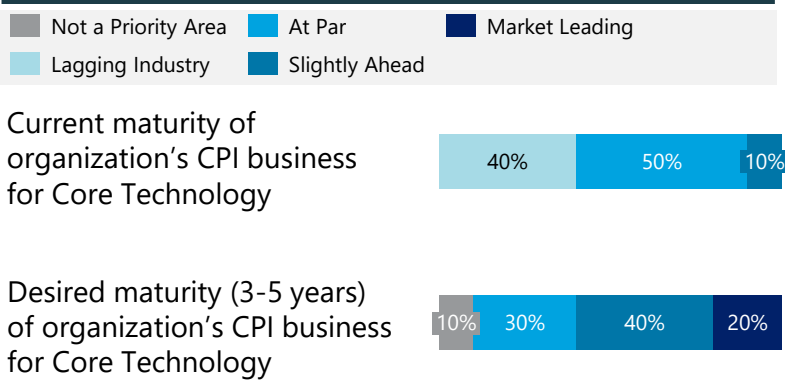 Not a Priority Area At Par Market Leading
Lagging Industry Slightly Ahead
Current maturity of
organization’s CPI business
for Core Technology
40% 50% 10%
Desired maturity (3-5 years)
of organization’s CPI business
for Core Technology
10% 30% 40% 20%